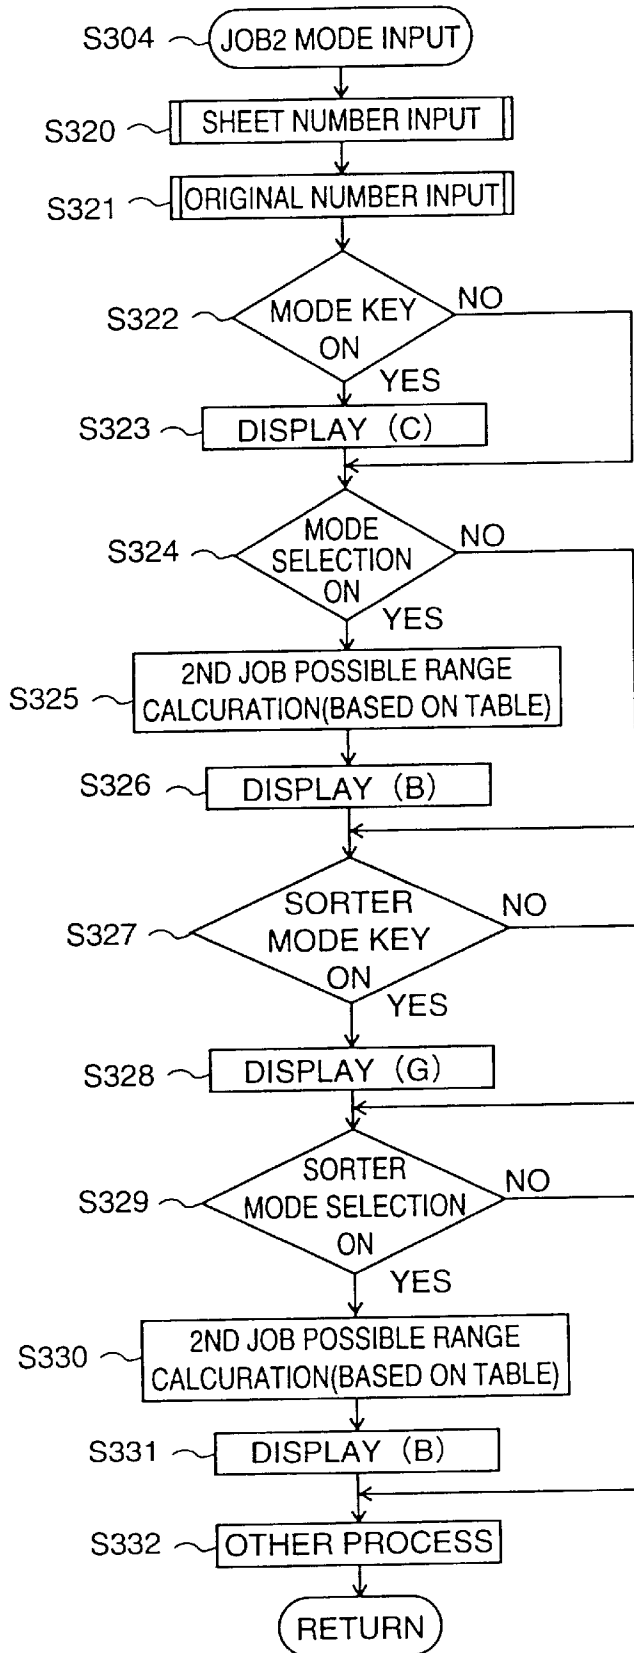 S304 JOB2 MODE INPUT
S320 SHEET NUMBER INPUT
S321 ORIGINAL NUMBER INPUT
S322 MODE KEY NO
ON
YES
S323 DISPLAY (C)
S324 MODE NO
SELECTION
ON
YES
S325 2ND JOB POSSIBLE RANGE
CALCURATION(BASED ON TABLE)
S326 DISPLAY (B)
S327 SORTER NO
MODE KEY
ON
YES
S328 DISPLAY (G)
S329 SORTER NO
MODE SELECTION
ON
YES
S330 2ND JOB POSSIBLE RANGE
CALCURATION(BASED ON TABLE)
S331 DISPLAY (B)
S332 OTHER PROCESS
RETURN